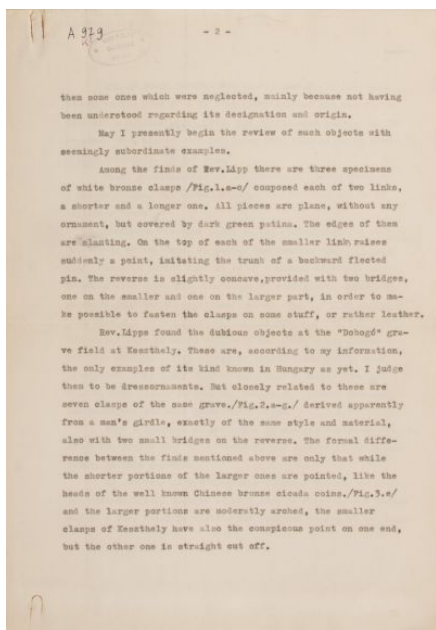 A 979
- 2 -
them some ones which were neglected, mainly because not having
been understood regarding its designation and origin.
May I presently begin the review of such objects with
seemingly subordinate examples.
Among the finds of Rev.Lipp there are three specimens
of white bronze clasps /Fig.1.a-c/ composed each of two links,
a shorter and a longer one. All pieces are plane, without any
ornament, but covered by dark green patina. The edges of them
are slanting. On the top of each of the smaller link raises
suddenly a point, imitating the trunk of a backward flected
pin. The reverse is slightly concave,provided with two bridges,
one on the smaller and one on the larger part, in order to ma-
ke possible to fasten the clasps on some stuff, or rather leather.
Rev.Lipps found the dubious objects at the "Dobogó" gra-
ve field at Keszthely. These are, according to my information,
the only examples of its kind known in Hungary as yet. I judge
them to be dressornaments. But closely related to these are
seven clasps of the same grave./Fig.2.a-g./ derived apparently
from a man's girdle, exactly of the same style and material,
also with two small bridges on the reverse. The formal diffe-
rence between the finds mentioned above are only that while
the shorter portions of the larger ones are pointed, like the
heads of the well known Chinese bronze cicada coins./Fig.3.e/
and the larger portions are moderatly arched, the smaller
clasps of Keszthely have also the conspicous point on one end,
but the other one is straight cut off.